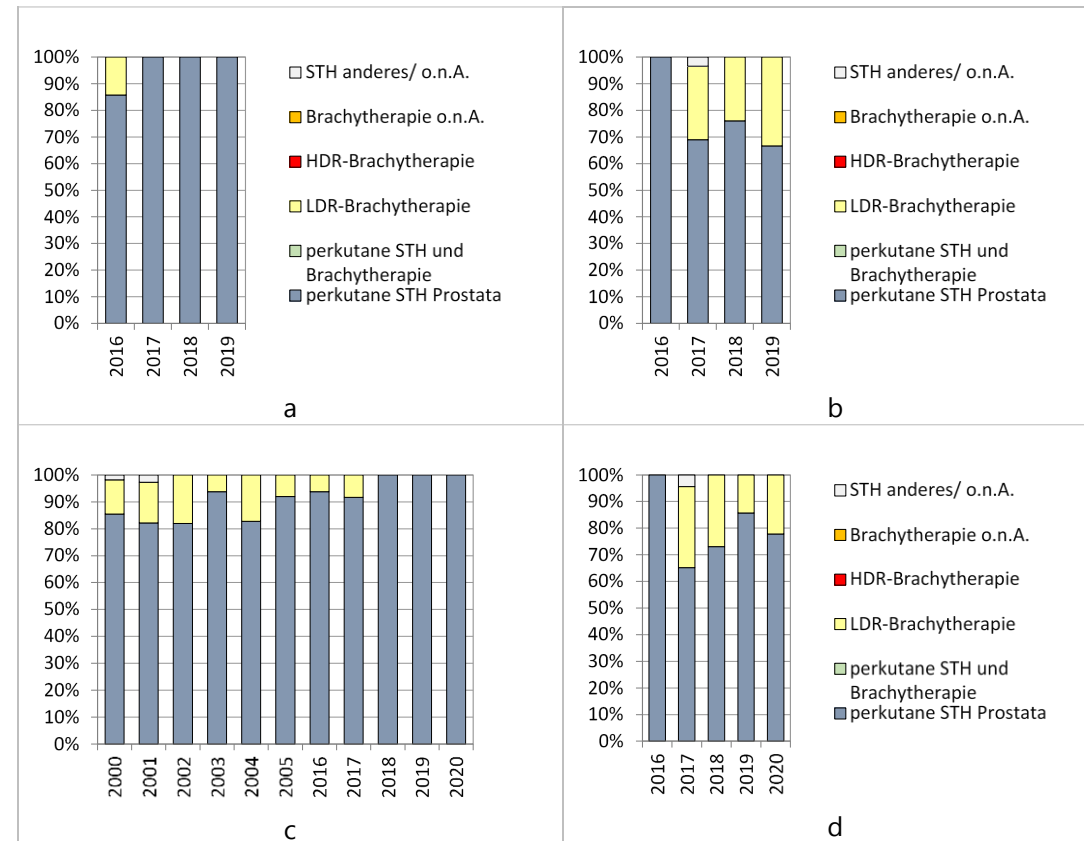 100%
90%
80%
70%
60%
50%
40%
30%
20%
10%
0%
2016
2017
2018
2019
STH anderes/ o.n.A.
Brachytherapie o.n.A.
HDR-Brachytherapie
LDR-Brachytherapie
perkutane STH und
Brachytherapie
perkutane STH Prostata
a
100%
90%
80%
70%
60%
50%
40%
30%
20%
10%
0%
2016
2017
2018
2019
STH anderes/ o.n.A.
Brachytherapie o.n.A.
HDR-Brachytherapie
LDR-Brachytherapie
perkutane STH und
Brachytherapie
perkutane STH Prostata
b
100%
90%
80%
70%
60%
50%
40%
30%
20%
10%
0%
2000
2001
2002
2003
2004
2005
2016
2017
2018
2019
2020
c
100%
90%
80%
70%
60%
50%
40%
30%
20%
10%
0%
2016
2017
2018
2019
2020
STH anderes/ o.n.A.
Brachytherapie o.n.A.
HDR-Brachytherapie
LDR-Brachytherapie
perkutane STH und
Brachytherapie
perkutane STH Prostata
d